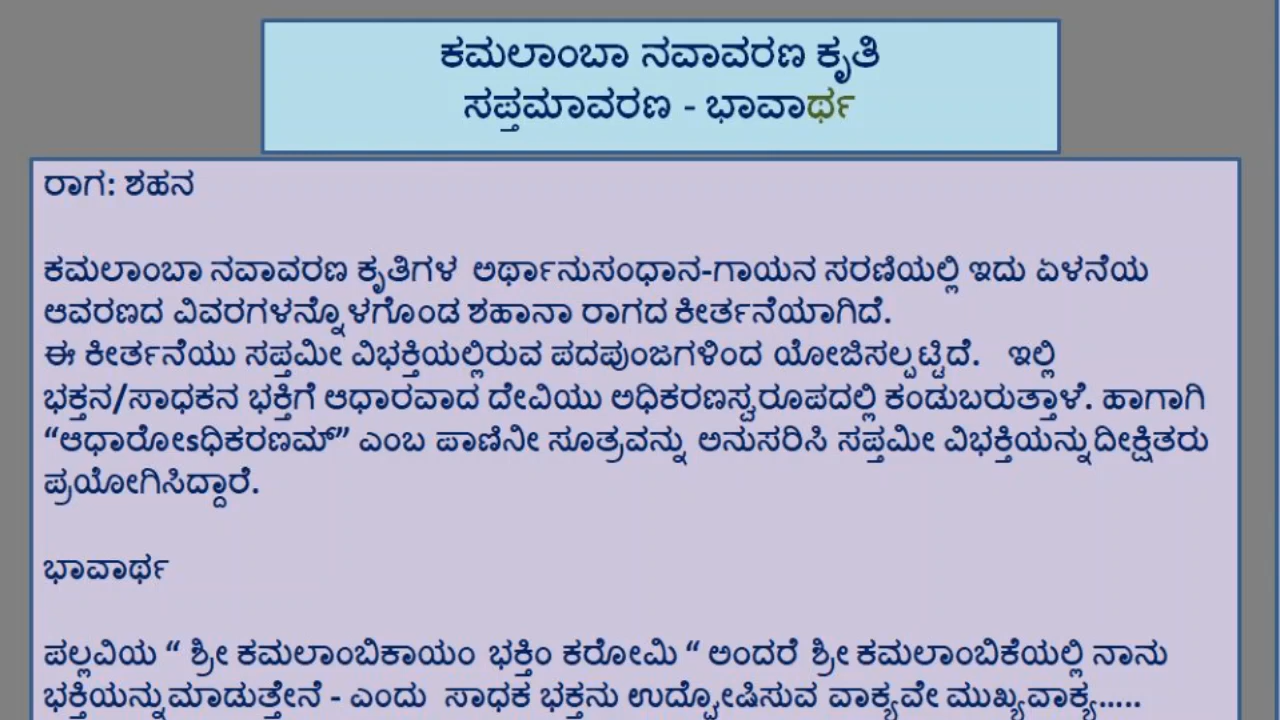 ಕಮಲಾಂಬಾ ನವಾವರಣ ಕೃತಿ
ಸಪ್ತಮಾವರಣ - ಭಾವಾರ್ಥ
ರಾಗ: ಶಹನ
ಕಮಲಾಂಬಾ ನವಾವರಣ ಕೃತಿಗಳ ಅರ್ಥಾನುಸಂಧಾನ-ಗಾಯನ ಸರಣಿಯಲ್ಲಿ ಇದು ಏಳನೆಯ
ಆವರಣದ ವಿವರಗಳನ್ನೊಳಗೊಂಡ ಶಹಾನಾ ರಾಗದ ಕೀರ್ತನೆಯಾಗಿದೆ.
ಈ ಕೀರ್ತನೆಯು ಸಪ್ತಮೀ ವಿಭಕ್ತಿಯಲ್ಲಿರುವ ಪದಪುಂಜಗಳಿಂದ ಯೋಜಿಸಲ್ಪಟ್ಟಿದೆ. ಇಲ್ಲಿ
ಭಕ್ತನ/ಸಾಧಕನ ಭಕ್ತಿಗೆ ಆಧಾರವಾದ ದೇವಿಯು ಅಧಿಕರಣಸ್ವರೂಪದಲ್ಲಿ ಕಂಡುಬರುತ್ತಾಳೆ. ಹಾಗಾಗಿ
“ಆಧಾರೋsಧಿಕರಣಮ್” ಎಂಬ ಪಾಣಿನೀ ಸೂತ್ರವನ್ನು ಅನುಸರಿಸಿ ಸಪ್ತಮೀ ವಿಭಕ್ತಿಯನ್ನುದೀಕ್ಷಿತರು
ಪ್ರಯೋಗಿಸಿದ್ದಾರೆ.
ಭಾವಾರ್ಥ
ಪಲ್ಲವಿಯ “ ಶ್ರೀ ಕಮಲಾಂಬಿಕಾಯಂ ಭಕ್ತಿಂ ಕರೋಮಿ “ ಅಂದರೆ ಶ್ರೀ ಕಮಲಾಂಬಿಕೆಯಲ್ಲಿ ನಾನು
ಭಕ್ತಿಯನ್ನುಮಾಡುತ್ತೇನೆ - ಎಂದು ಸಾಧಕ ಭಕ್ತನು ಉದ್ಘೋಷಿಸುವ ವಾಕ್ಯವೇ ಮುಖ್ಯವಾಕ್ಯ.....